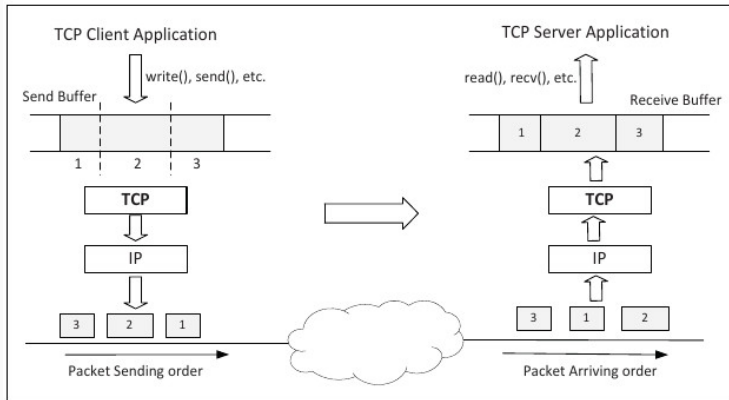 TCP Client Application
TCP Server Application
write(), send(), etc.
read(), recv(), etc.
Send Buffer
Receive Buffer
1 2 3
1 2 3
TCP
TCP
IP
IP
3 2 1
3 1 2
Packet Sending order
Packet Arriving order